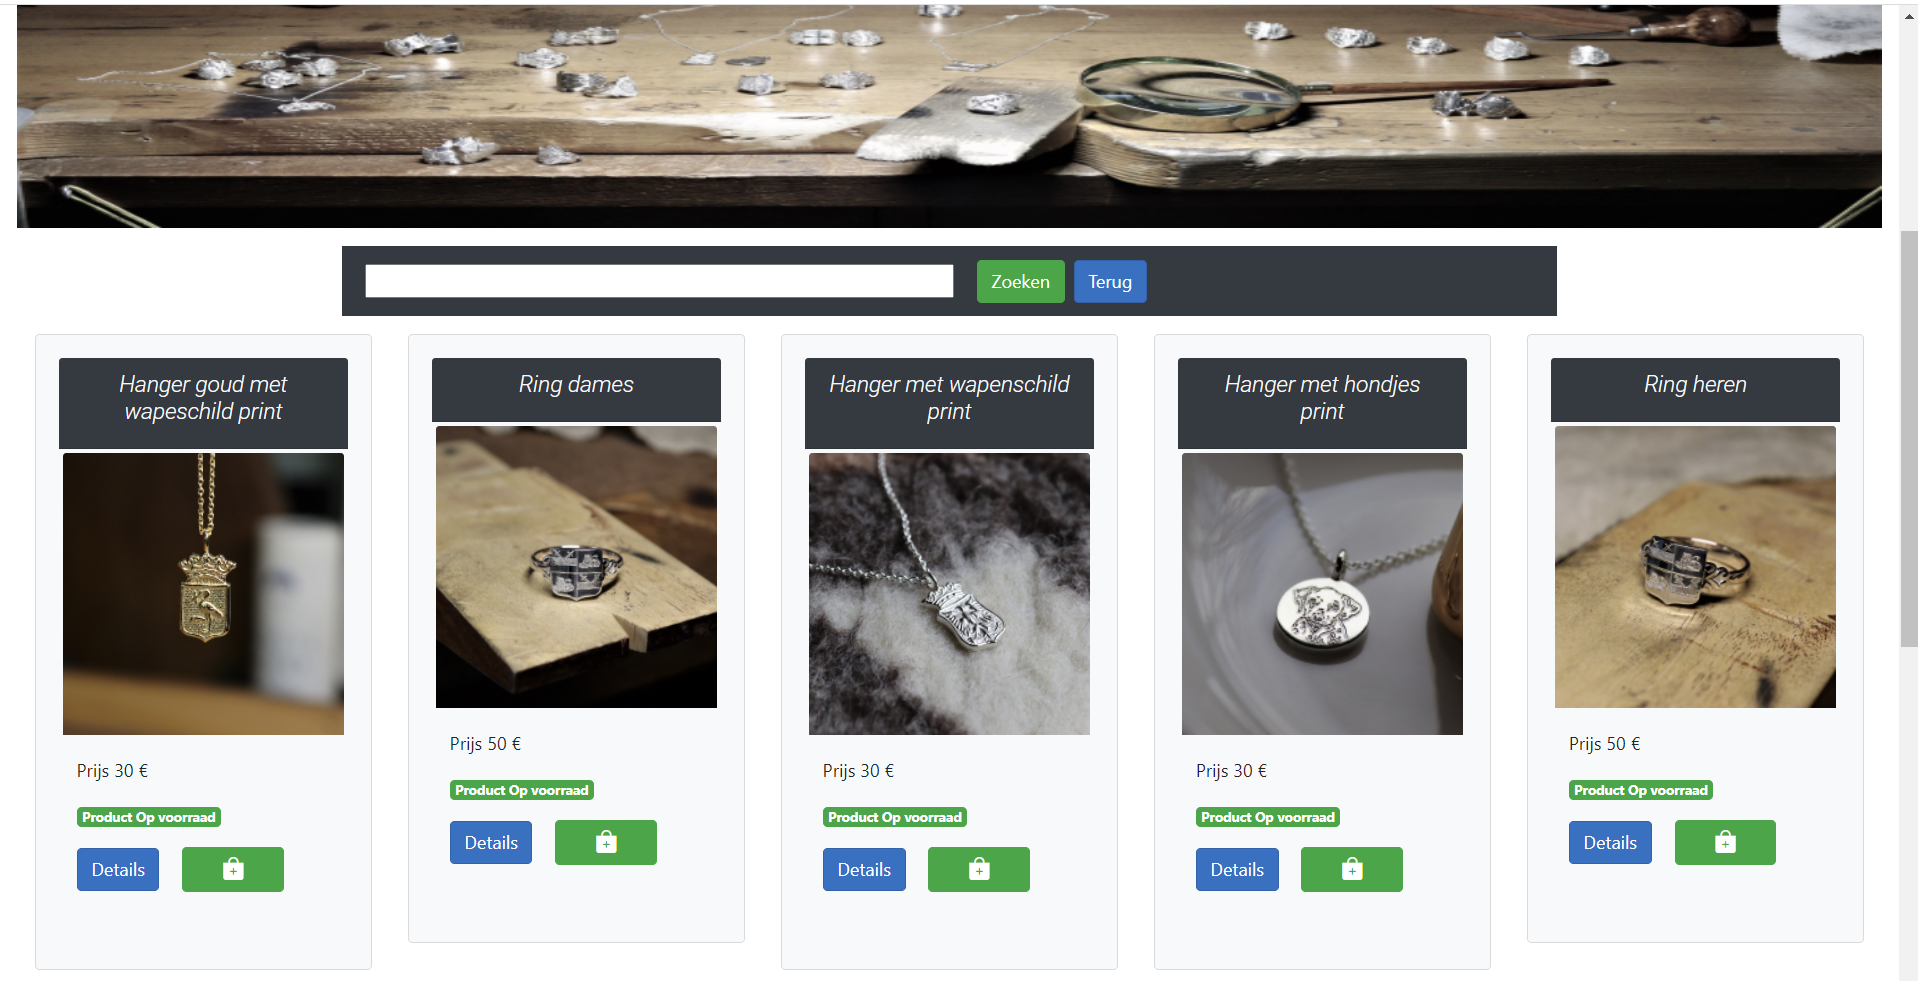 Zoeken Terug
Hanger goud met
wapeschild print
Prijs 30 €
Product Op voorraad
Details
Ring dames
Prijs 50 €
Product Op voorraad
Details
Hanger met wapenschild
print
Prijs 30 €
Product Op voorraad
Details
Hanger met hondjes
print
Prijs 30 €
Product Op voorraad
Details
Ring heren
Prijs 50 €
Product Op voorraad
Details